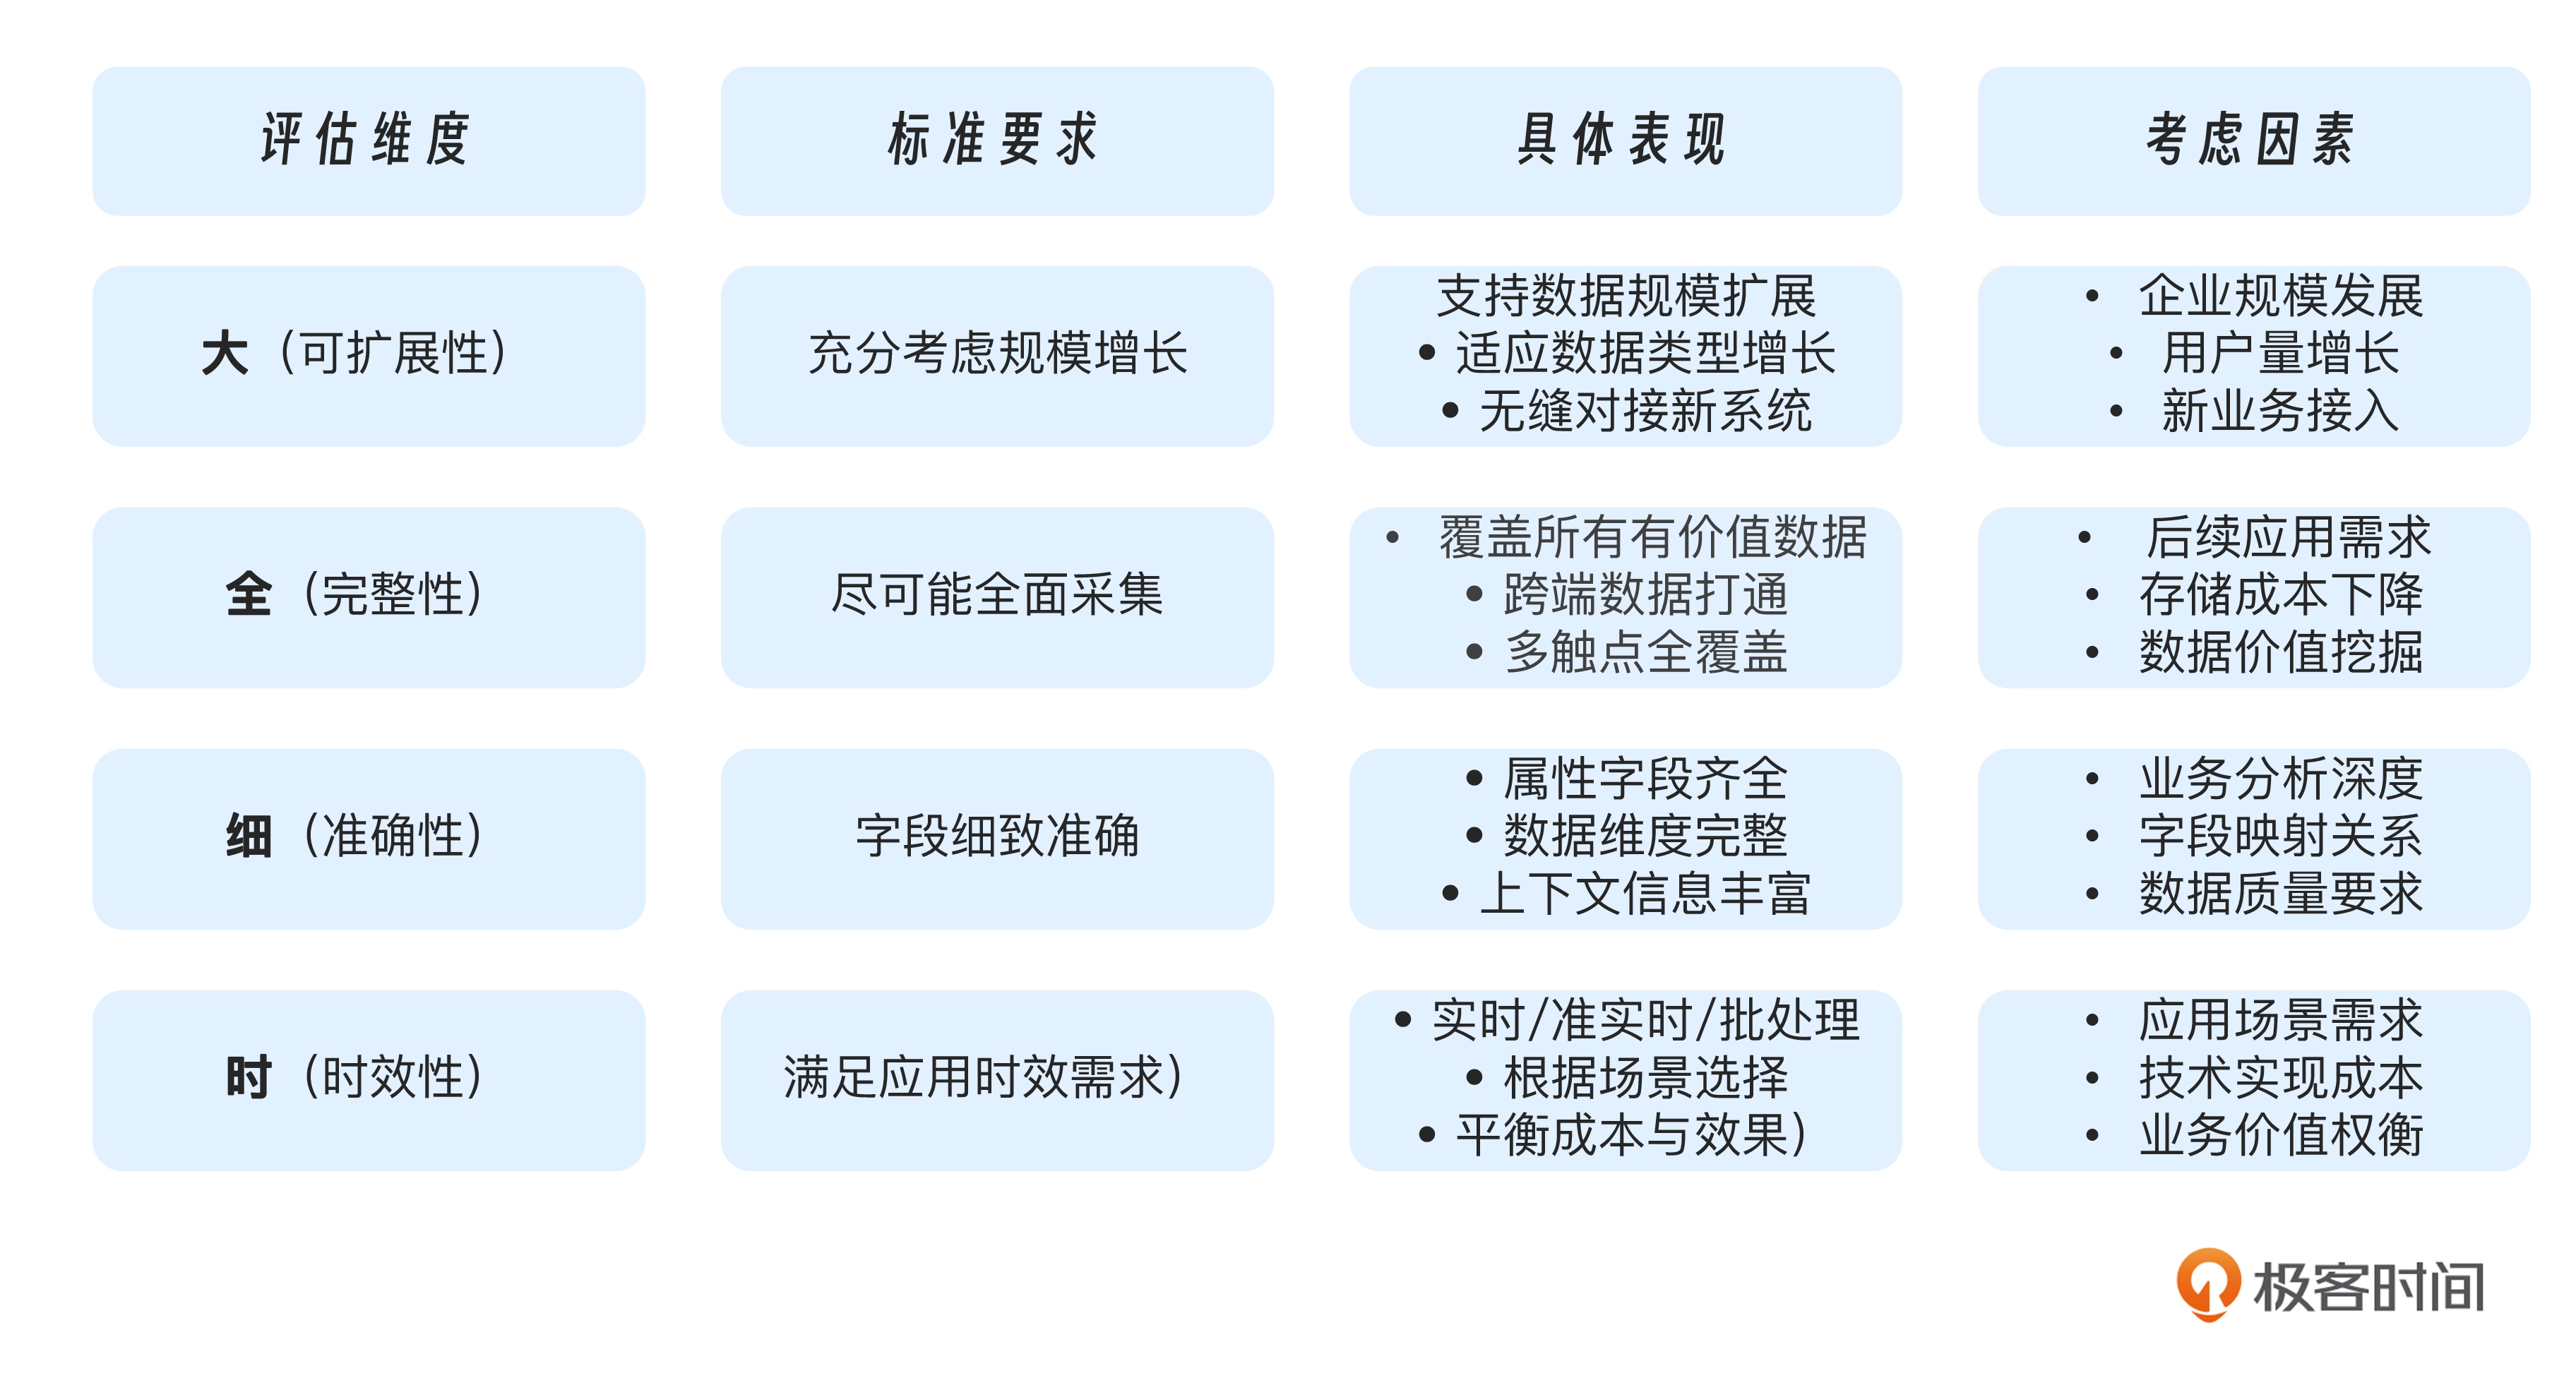 评估维度
标准要求
具体表现
考虑因素
大（可扩展性）
充分考虑规模增长
支持数据规模扩展
• 适应数据类型增长
• 无缝对接新系统
• 企业规模发展
• 用户量增长
• 新业务接入
全（完整性）
尽可能全面采集
• 覆盖所有有价值数据
• 跨端数据打通
• 多触点全覆盖
• 后续应用需求
• 存储成本下降
• 数据价值挖掘
细（准确性）
字段细致准确
• 属性字段齐全
• 数据维度完整
• 上下文信息丰富
• 业务分析深度
• 字段映射关系
• 数据质量要求
时（时效性）
满足应用时效需求）
• 实时/准实时/批处理
• 根据场景选择
• 平衡成本与效果）
• 应用场景需求
• 技术实现成本
• 业务价值权衡
极客时间